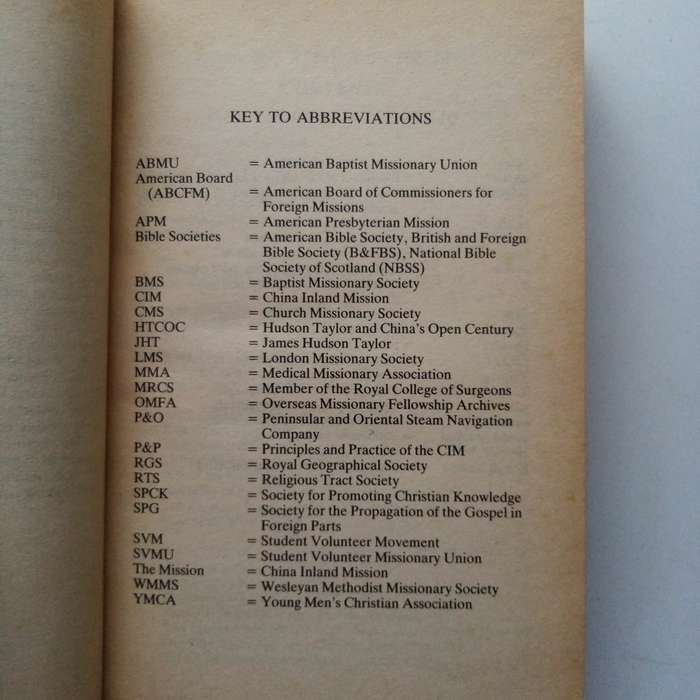 KEY TO ABBREVIATIONS
ABMU = American Baptist Missionary Union
American Board
(ABCFM) = American Board of Commissioners for
Foreign Missions
APM = American Presbyterian Mission
Bible Societies = American Bible Society, British and Foreign
Bible Society (B&FBS), National Bible
Society of Scotland (NBSS)
BMS = Baptist Missionary Society
CIM = China Inland Mission
CMS = Church Missionary Society
HTCOC = Hudson Taylor and China's Open Century
JHT = James Hudson Taylor
LMS = London Missionary Society
MMA = Medical Missionary Association
MRCS = Member of the Royal College of Surgeons
OMFA = Overseas Missionary Fellowship Archives
P&O = Peninsular and Oriental Steam Navigation
Company
P&P = Principles and Practice of the CIM
RGS = Royal Geographical Society
RTS = Religious Tract Society
SPCK = Society for Promoting Christian Knowledge
SPG = Society for the Propagation of the Gospel in
Foreign Parts
SVM = Student Volunteer Movement
SVMU = Student Volunteer Missionary Union
The Mission = China Inland Mission
WMMS = Wesleyan Methodist Missionary Society
YMCA = Young Men's Christian Association